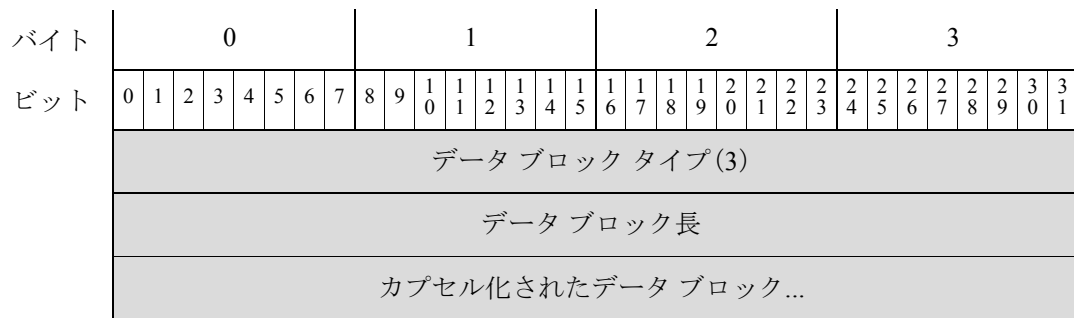 バイト 0 1 2 3
ビット 0 1 2 3 4 5 6 7 8 9 10 11 12 13 14 15 16 17 18 19 20 21 22 23 24 25 26 27 28 29 30 31
データ ブロック タイプ(3)
データ ブロック長
カプセル化されたデータ ブロック...